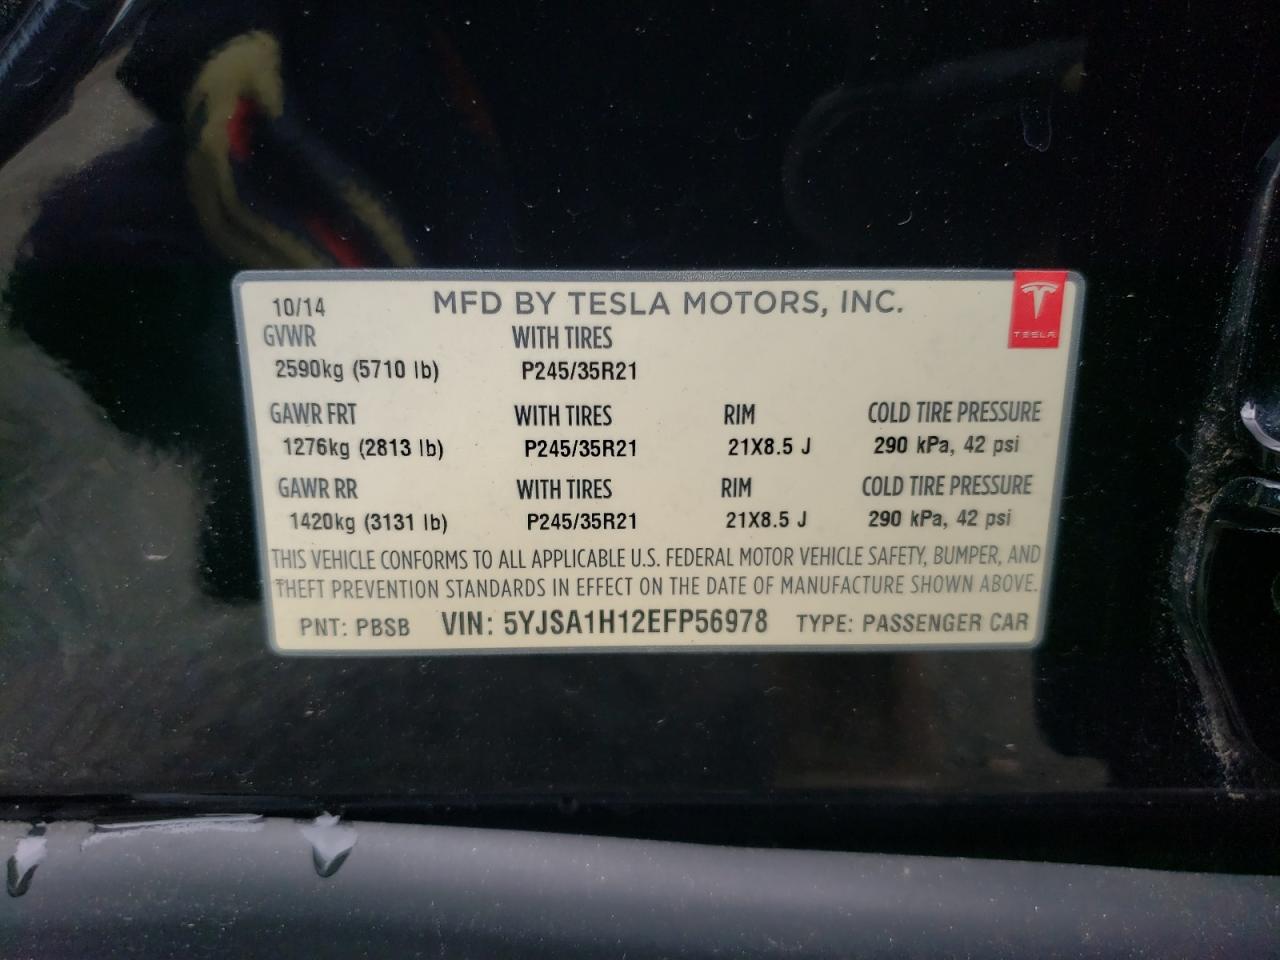 10/14 MFD BY TESLA MOTORS, INC.
TESLA
GVWR WITH TIRES
2590kg (5710 lb) P245/35R21
GAWR FRT WITH TIRES RIM COLD TIRE PRESSURE
1276kg (2813 lb) P245/35R21 21X8.5 J 290 kPa, 42 psi
GAWR RR WITH TIRES RIM COLD TIRE PRESSURE
1420kg (3131 lb) P245/35R21 21X8.5 J 290 kPa, 42 psi
THIS VEHICLE CONFORMS TO ALL APPLICABLE U.S. FEDERAL MOTOR VEHICLE SAFETY, BUMPER, AND
THEFT PREVENTION STANDARDS IN EFFECT ON THE DATE OF MANUFACTURE SHOWN ABOVE.
PNT: PBSB VIN: 5YJSA1H12EFP56978 TYPE: PASSENGER CAR